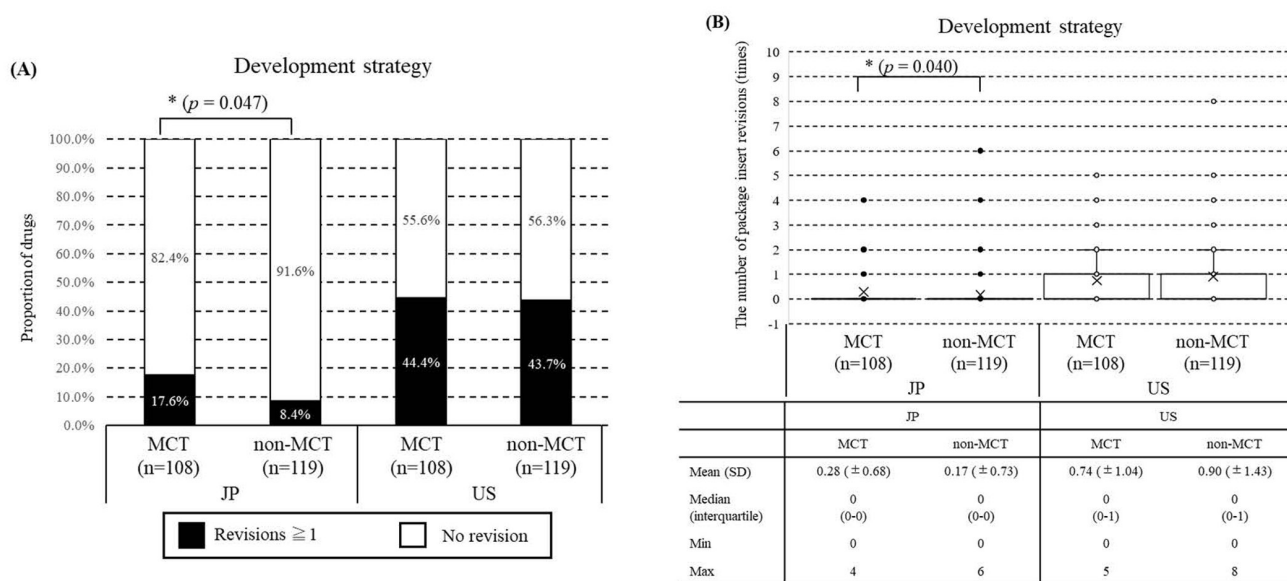 (A)
Development strategy
* (p = 0.047)
Proportion of drugs
100.0%
90.0%
80.0%
70.0%
60.0%
50.0%
40.0%
30.0%
20.0%
10.0%
0.0%
82.4%
91.6%
55.6%
56.3%
17.6%
8.4%
44.4%
43.7%
MCT non-MCT MCT non-MCT
(n=108) (n=119) (n=108) (n=119)
JP US
Revisions ≧ 1 No revision
(B)
Development strategy
* (p = 0.040)
The number of package insert revisions (times)
10
9
8
7
6
5
4
3
2
1
0
-1
MCT non-MCT MCT non-MCT
(n=108) (n=119) (n=108) (n=119)
JP US
JP US
MCT non-MCT MCT non-MCT
Mean (SD) 0.28 (±0.68) 0.17 (±0.73) 0.74 (±1.04) 0.90 (±1.43)
Median 0 0 0 0
(interquartile) (0-0) (0-0) (0-1) (0-1)
Min 0 0 0 0
Max 4 6 5 8